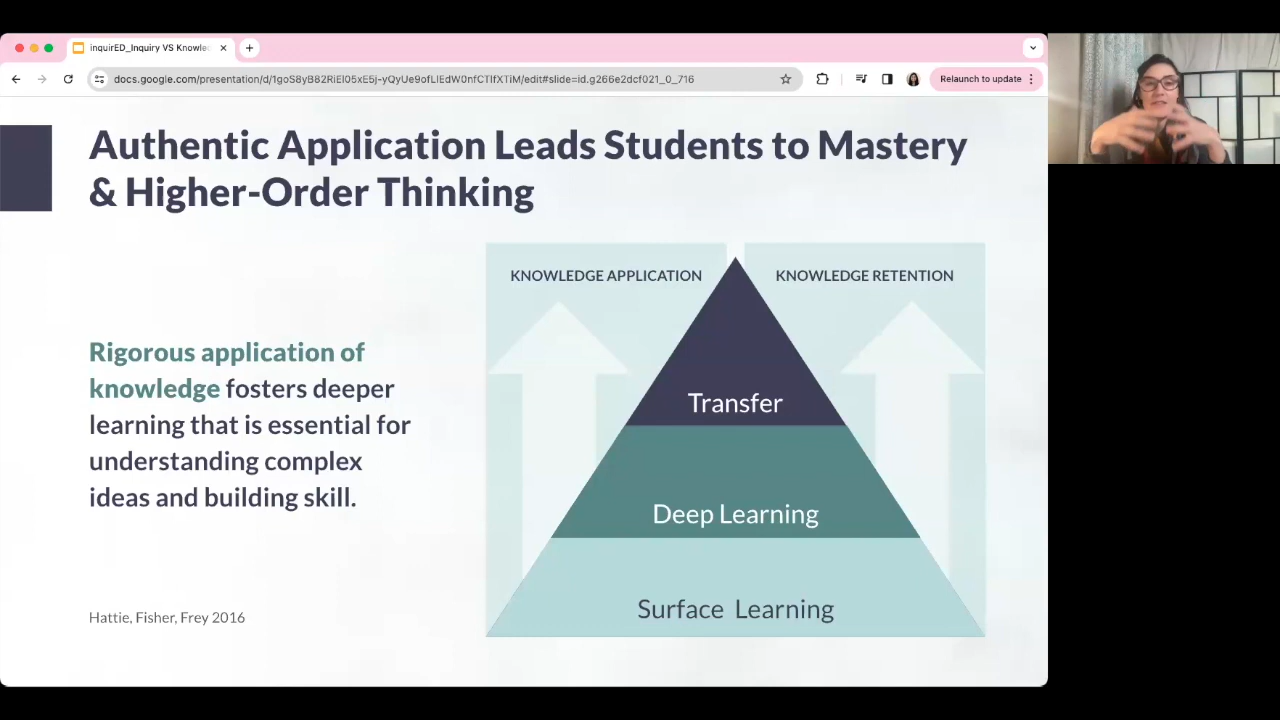 inquirED_Inquiry VS Knowle
docs.google.com/presentation/d/1goS8yB82RiEl05xE5j-yQyUe9ofLlEdW0nfCTlfXTiM/edit#slide=id.g266e2dcf021_0_716
Relaunch to update
Authentic Application Leads Students to Mastery
& Higher-Order Thinking
KNOWLEDGE APPLICATION
KNOWLEDGE RETENTION
Rigorous application of
knowledge fosters deeper
learning that is essential for
understanding complex
ideas and building skill.
Transfer
Deep Learning
Surface Learning
Hattie, Fisher, Frey 2016